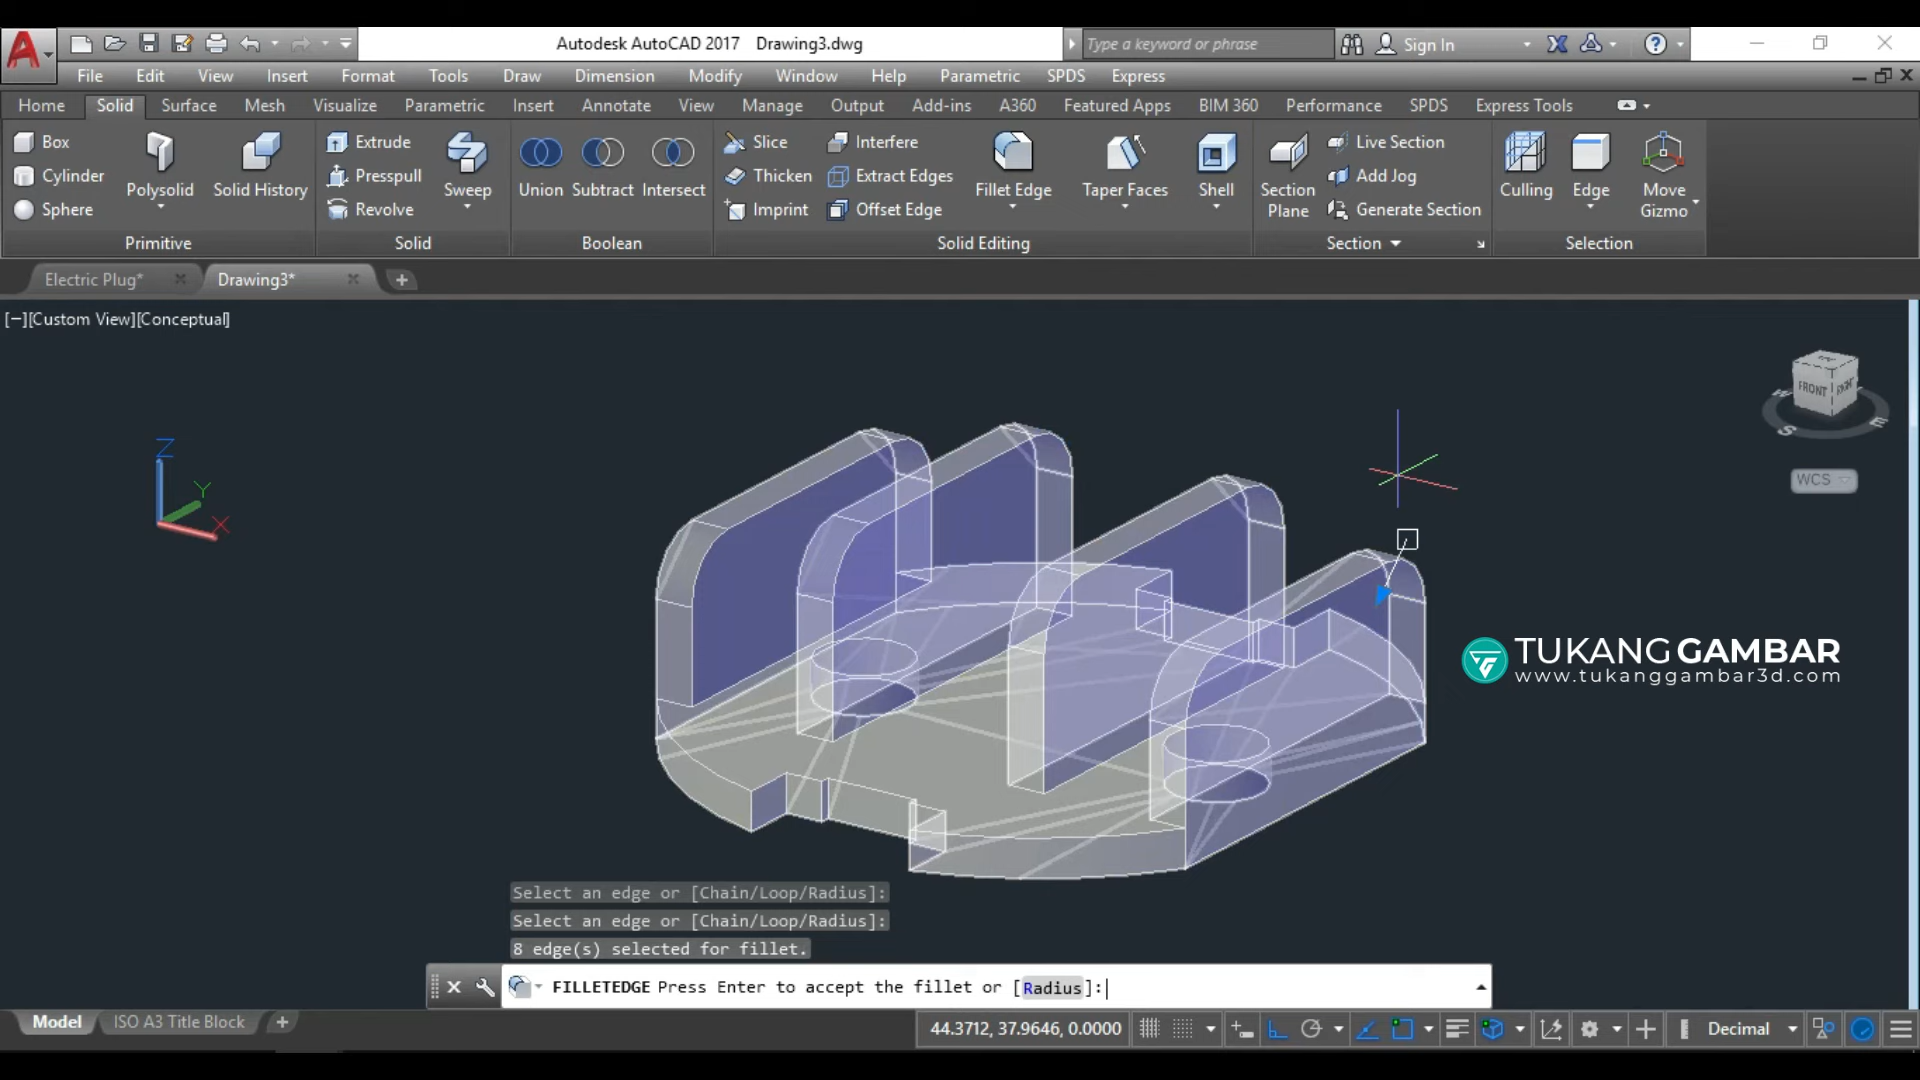 Autodesk AutoCAD 2017 Drawing3.dwg
Type a keyword or phrase
Sign In
File Edit View Insert Format Tools Draw Dimension Modify Window Help Parametric SPDS Express
Home Solid Surface Mesh Visualize Parametric Insert Annotate View Manage Output Add-ins A360 Featured Apps BIM 360 Performance SPDS Express Tools
Box
Cylinder
Sphere
Polysolid
Solid History
Primitive
Extrude
Presspull
Revolve
Sweep
Solid
Union
Subtract
Intersect
Boolean
Slice
Thicken
Imprint
Interfere
Extract Edges
Offset Edge
Fillet Edge
Taper Faces
Shell
Solid Editing
Section
Plane
Live Section
Add Jog
Generate Section
Section
Culling
Edge
Move
Gizmo
Selection
Electric Plug*
Drawing3*
[−][Custom View][Conceptual]
FRONT
RIGHT
S
E
WCS
Z
Y
X
TUKANG GAMBAR
www.tukanggambar3d.com
Select an edge or [Chain/Loop/Radius]:
Select an edge or [Chain/Loop/Radius]:
8 edge(s) selected for fillet.
FILLETEDGE Press Enter to accept the fillet or [Radius]:
Model
ISO A3 Title Block
44.3712, 37.9646, 0.0000
Decimal